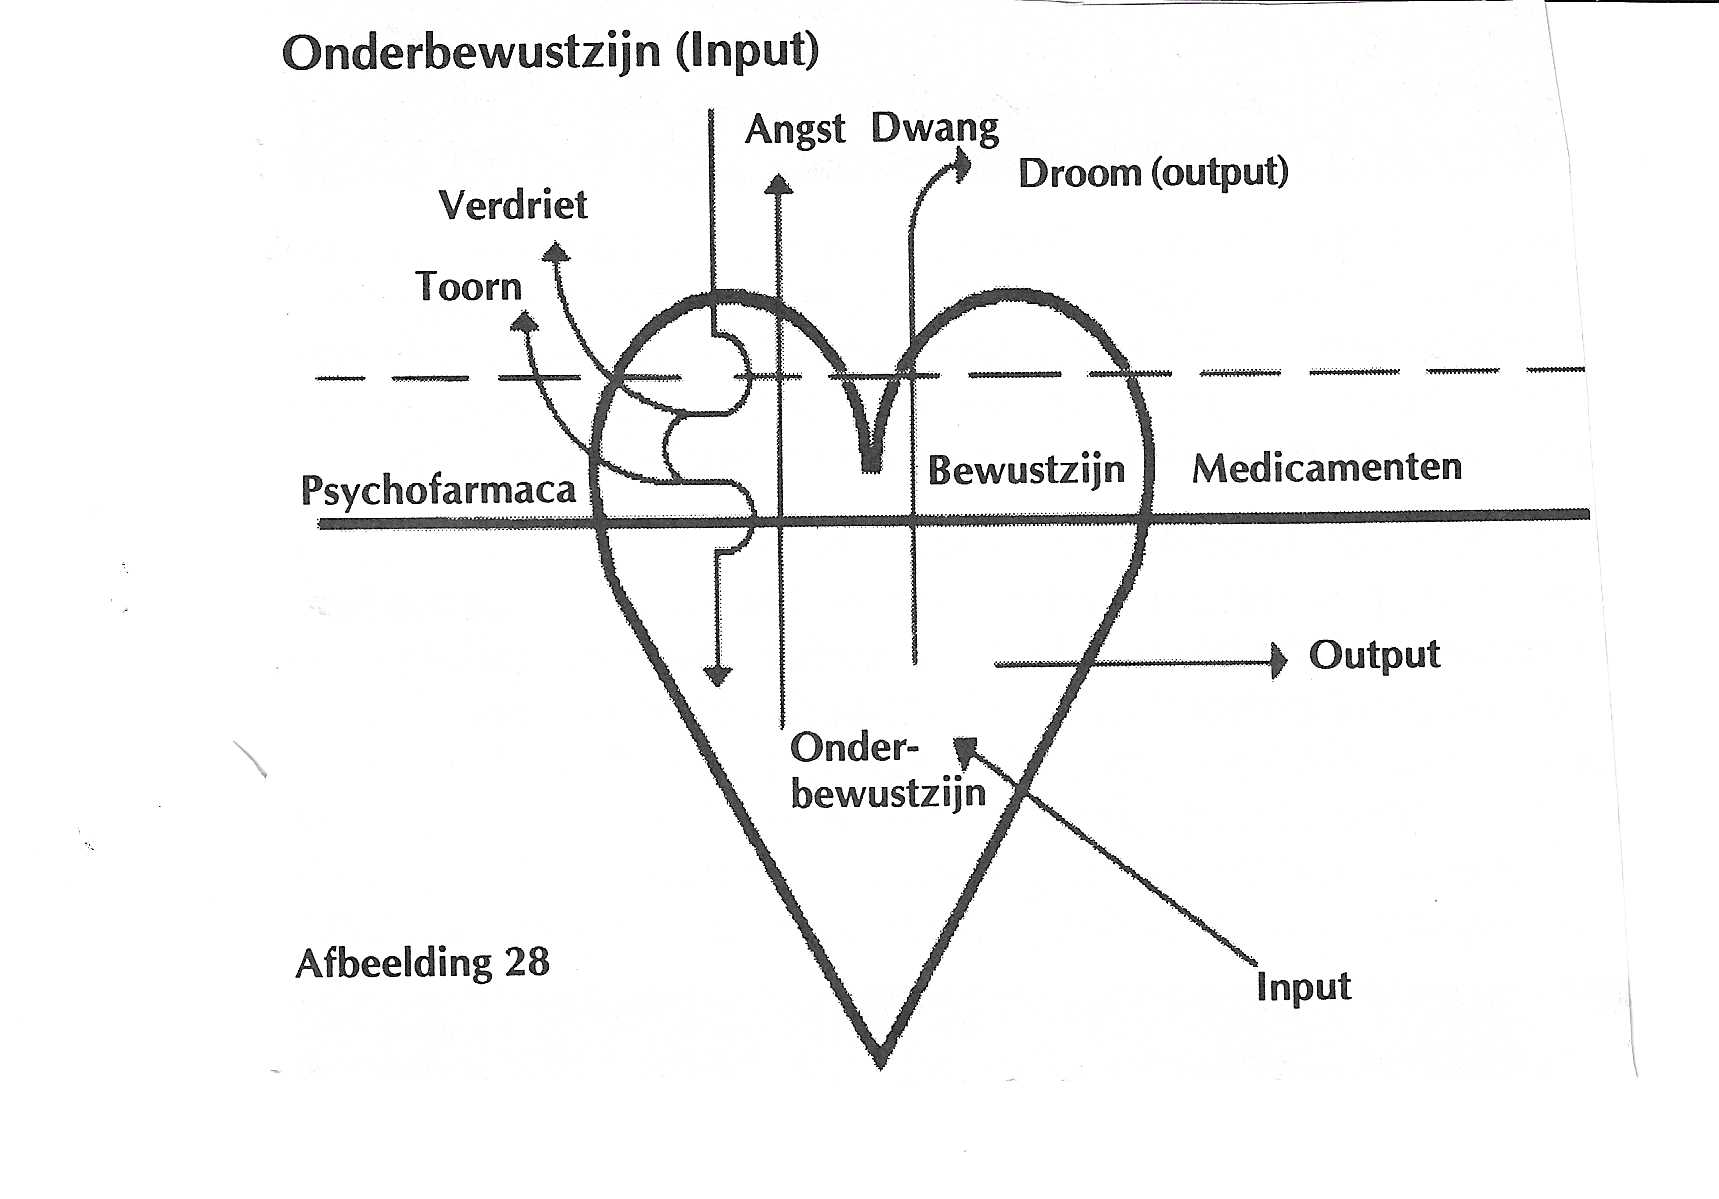 Onderbewustzijn (Input)
Angst Dwang
Droom (output)
Verdriet
Toorn
Bewustzijn
Medicamenten
Psychofarmaca
Output
Onder-
bewustzijn
Afbeelding 28
Input